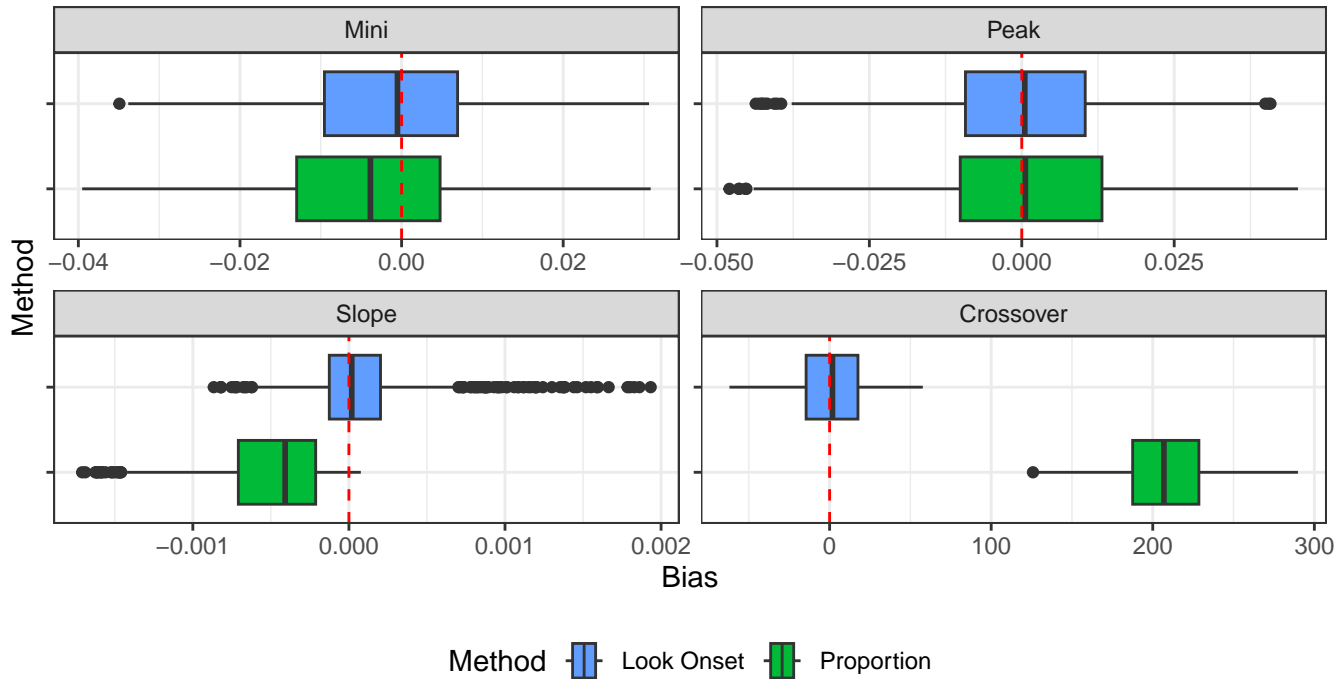 Mini
Peak
−0.04 −0.02 0.00 0.02
−0.050 −0.025 0.000 0.025
Method
Slope
Crossover
−0.001 0.000 0.001 0.002
0 100 200 300
Bias
Method Look Onset Proportion